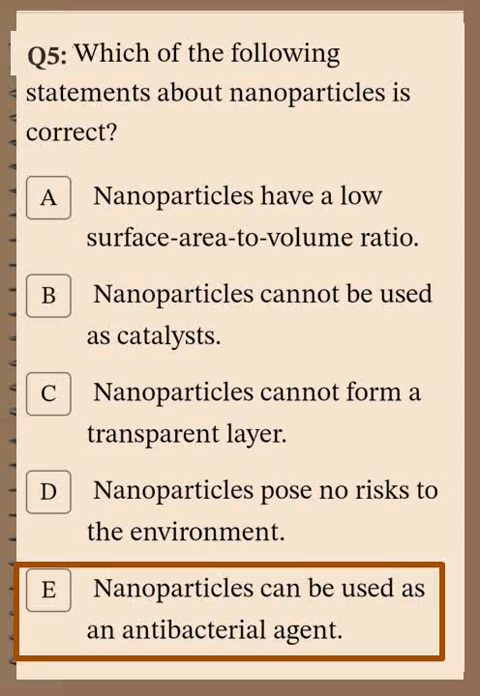 Q5: Which of the following
statements about nanoparticles is
correct?
A Nanoparticles have a low
surface-area-to-volume ratio.
B Nanoparticles cannot be used
as catalysts.
C Nanoparticles cannot form a
transparent layer.
D Nanoparticles pose no risks to
the environment.
E Nanoparticles can be used as
an antibacterial agent.